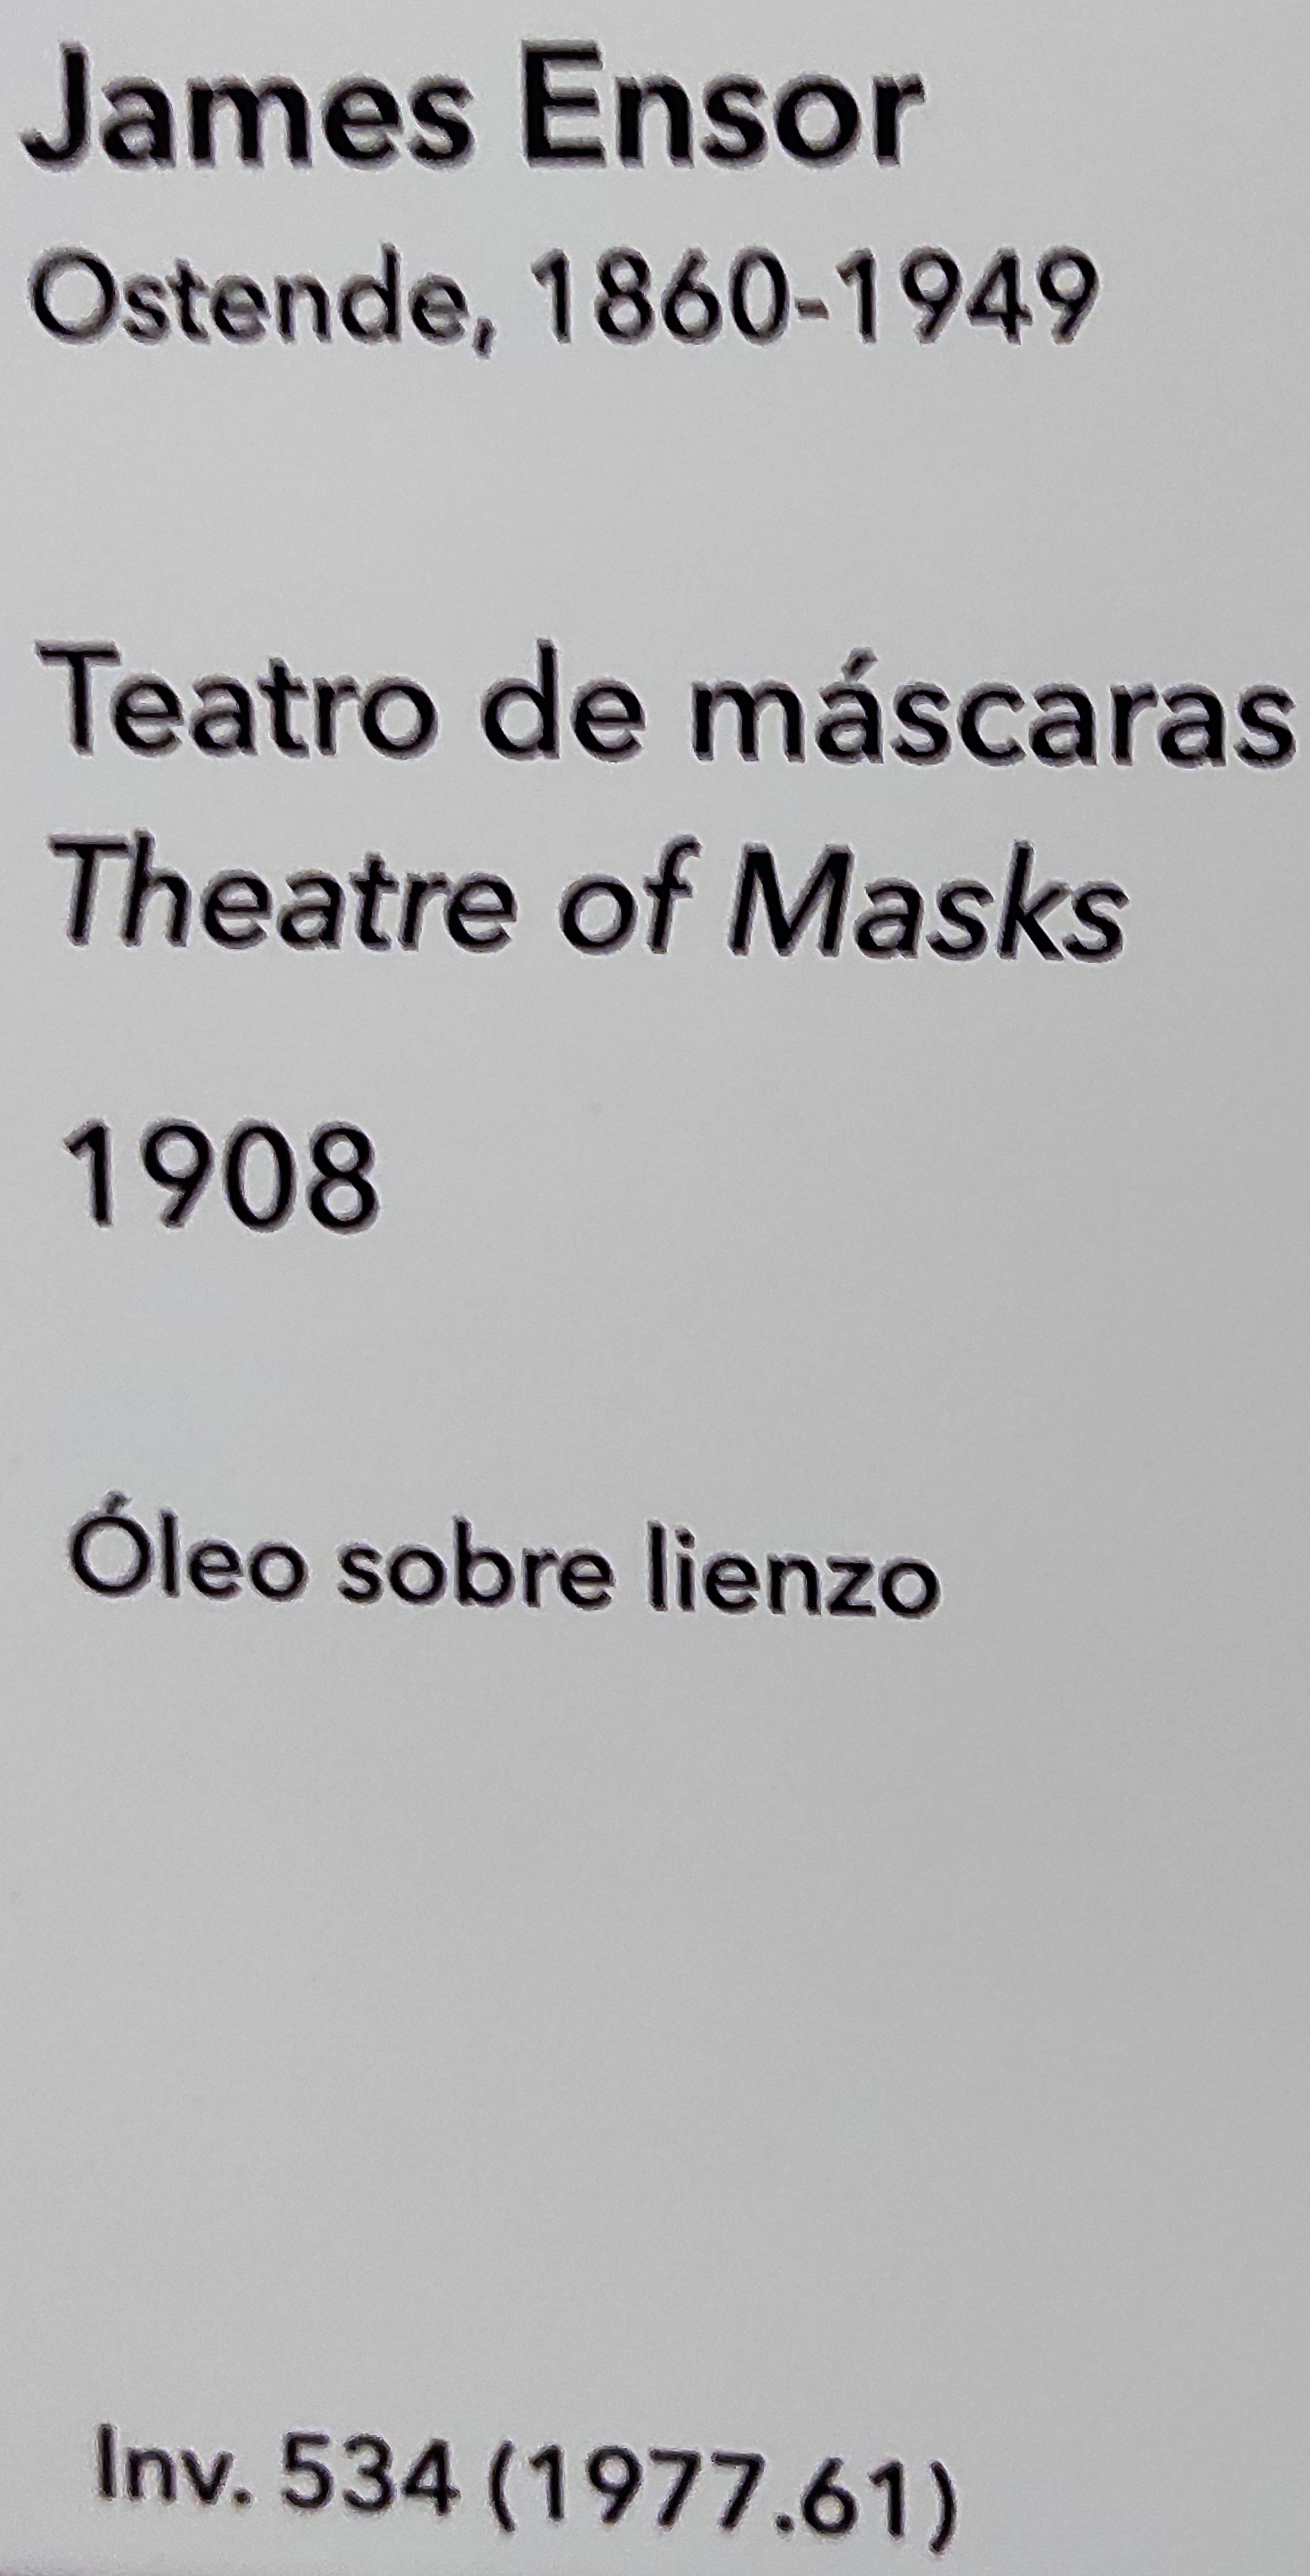 James Ensor
Ostende, 1860-1949
Teatro de máscaras
Theatre of Masks
1908
Óleo sobre lienzo
Inv. 534 (1977.61)